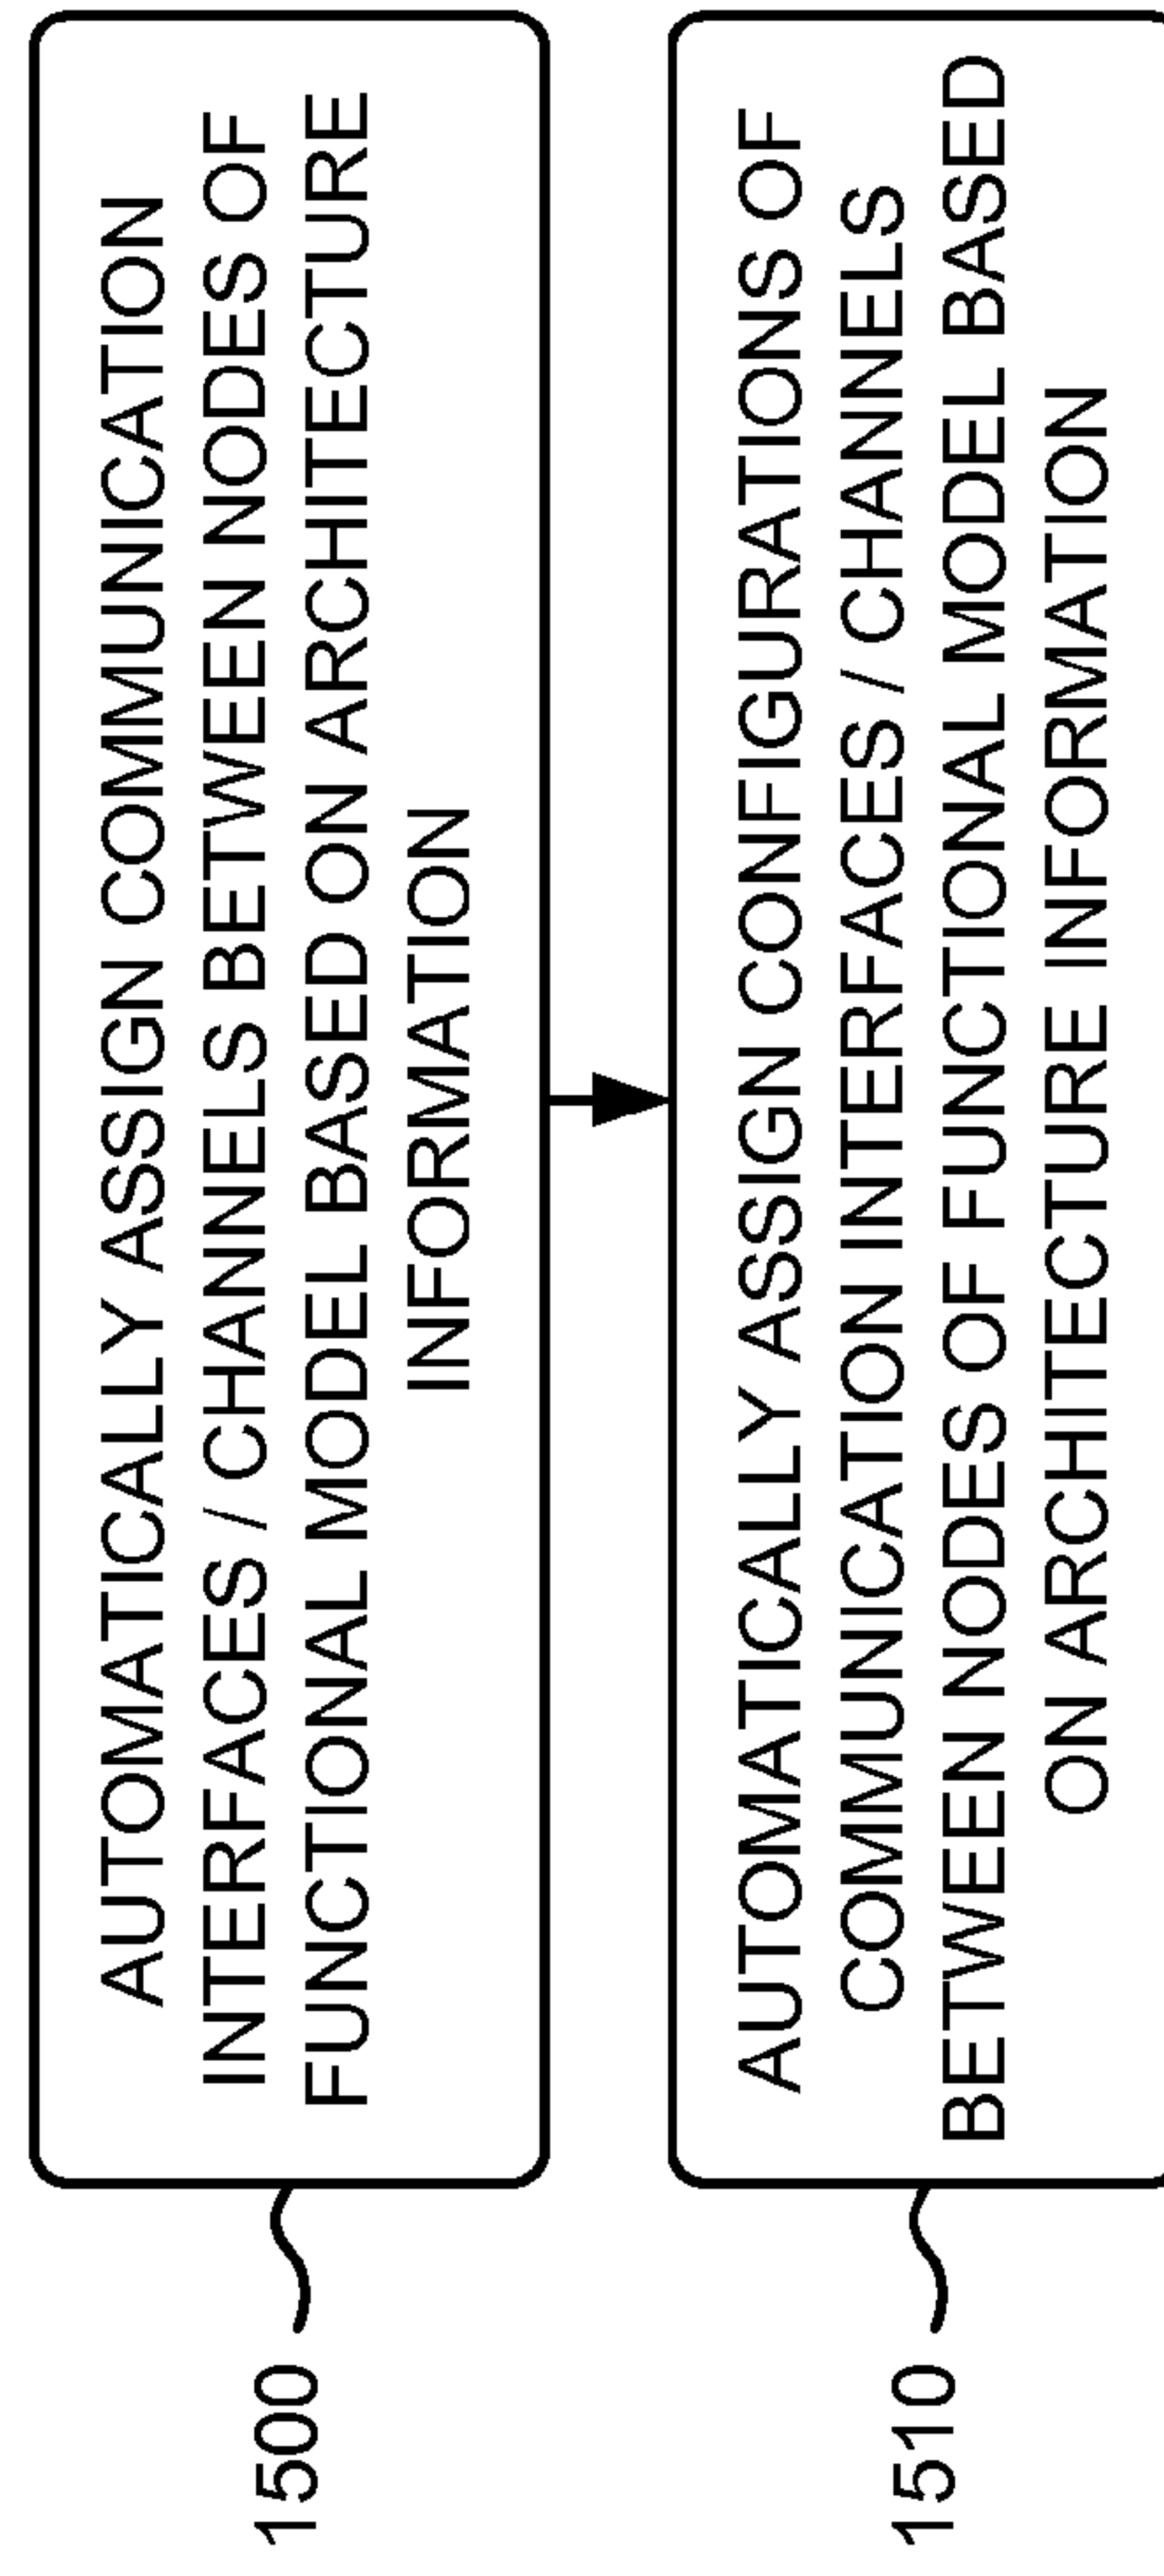 1500
AUTOMATICALLY ASSIGN COMMUNICATION
INTERFACES / CHANNELS BETWEEN NODES OF
FUNCTIONAL MODEL BASED ON ARCHITECTURE
INFORMATION
1510
AUTOMATICALLY ASSIGN CONFIGURATIONS OF
COMMUNICATION INTERFACES / CHANNELS
BETWEEN NODES OF FUNCTIONAL MODEL BASED
ON ARCHITECTURE INFORMATION